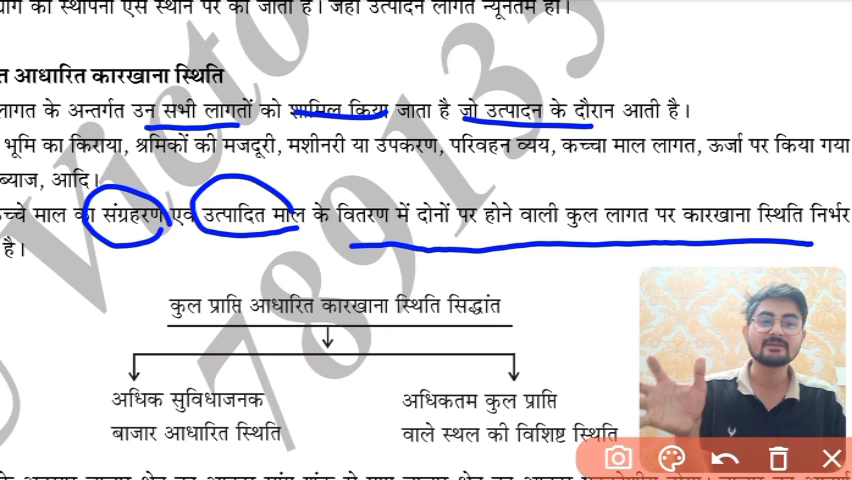 की स्थापना ऐसे स्थान पर की जाती है। जहाँ उत्पादन लागत न्यूनतम हो।
आधारित कारखाना स्थिति
लागत के अन्तर्गत उन सभी लागतों को शामिल किया जाता है जो उत्पादन के दौरान आती है।
भूमि का किराया, श्रमिकों की मजदूरी, मशीनरी या उपकरण, परिवहन व्यय, कच्चा माल लागत, ऊर्जा पर किया गया
ब्याज, आदि।
माल का संग्रहरण एवं उत्पादित माल के वितरण में दोनों पर होने वाली कुल लागत पर कारखाना स्थिति निर्भर
है।
कुल प्राप्ति आधारित कारखाना स्थिति सिद्धांत
अधिक सुविधाजनक
बाजार आधारित स्थिति
अधिकतम कुल प्राप्ति
वाले स्थल की विशिष्ट स्थिति